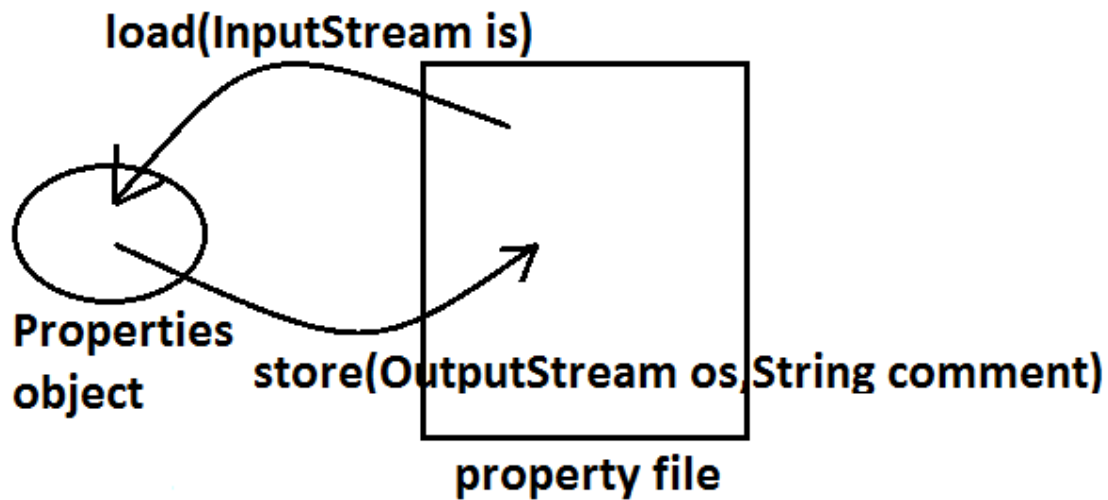 load(InputStream is)
Properties
object
store(OutputStream os,String comment)
property file